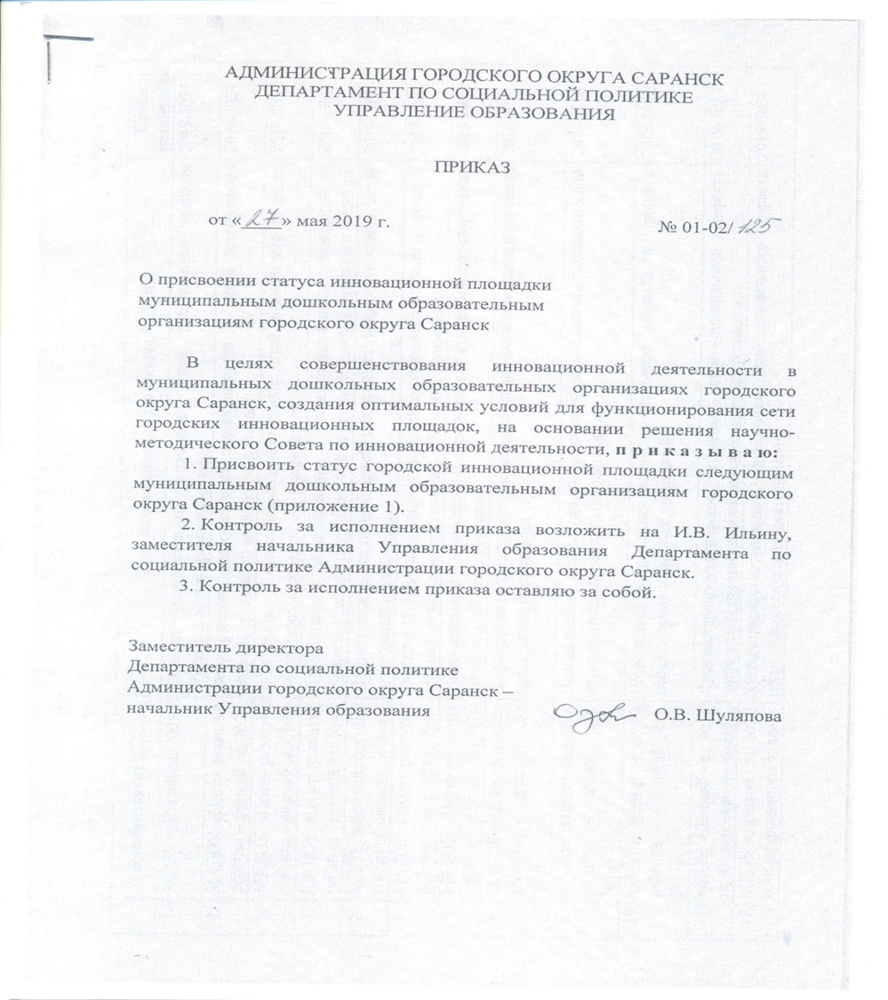 АДМИНИСТРАЦИЯ ГОРОДСКОГО ОКРУГА САРАНСК
ДЕПАРТАМЕНТ ПО СОЦИАЛЬНОЙ ПОЛИТИКЕ
УПРАВЛЕНИЕ ОБРАЗОВАНИЯ
ПРИКАЗ
от «27» мая 2019 г. № 01-02/125
О присвоении статуса инновационной площадки
муниципальным дошкольным образовательным
организациям городского округа Саранск
В целях совершенствования инновационной деятельности в
муниципальных дошкольных образовательных организациях городского
округа Саранск, создания оптимальных условий для функционирования сети
городских инновационных площадок, на основании решения научно-
методического Совета по инновационной деятельности, п р и к а з ы в а ю:
1. Присвоить статус городской инновационной площадки следующим
муниципальным дошкольным образовательным организациям городского
округа Саранск (приложение 1).
2. Контроль за исполнением приказа возложить на И.В. Ильину,
заместителя начальника Управления образования Департамента по
социальной политике Администрации городского округа Саранск.
3. Контроль за исполнением приказа оставляю за собой.
Заместитель директора
Департамента по социальной политике
Администрации городского округа Саранск –
начальник Управления образования О.В. Шуляпова